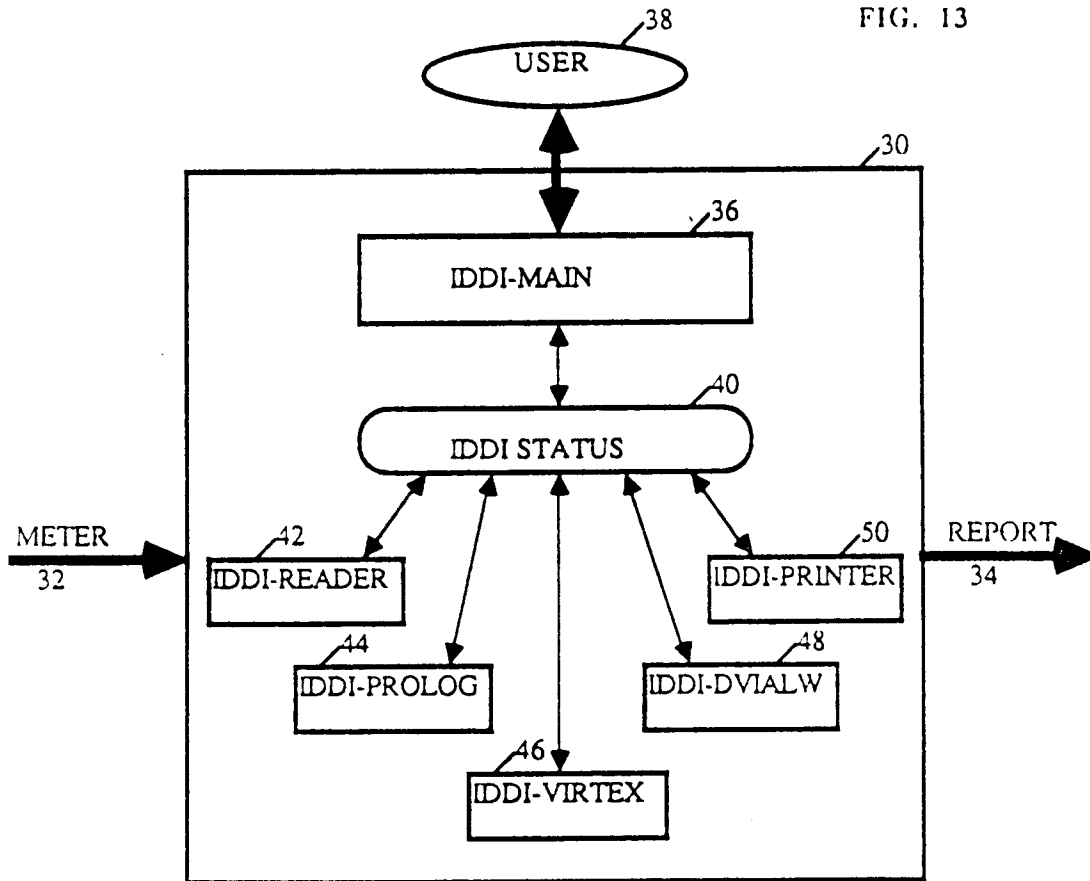 FIG. 13
38
USER
30
36
IDDI-MAIN
40
IDDI STATUS
METER
32
42
IDDI-READER
50
IDDI-PRINTER
REPORT
34
44
IDDI-PROLOG
48
IDDI-DVIALW
46
IDDI-VIRTEX